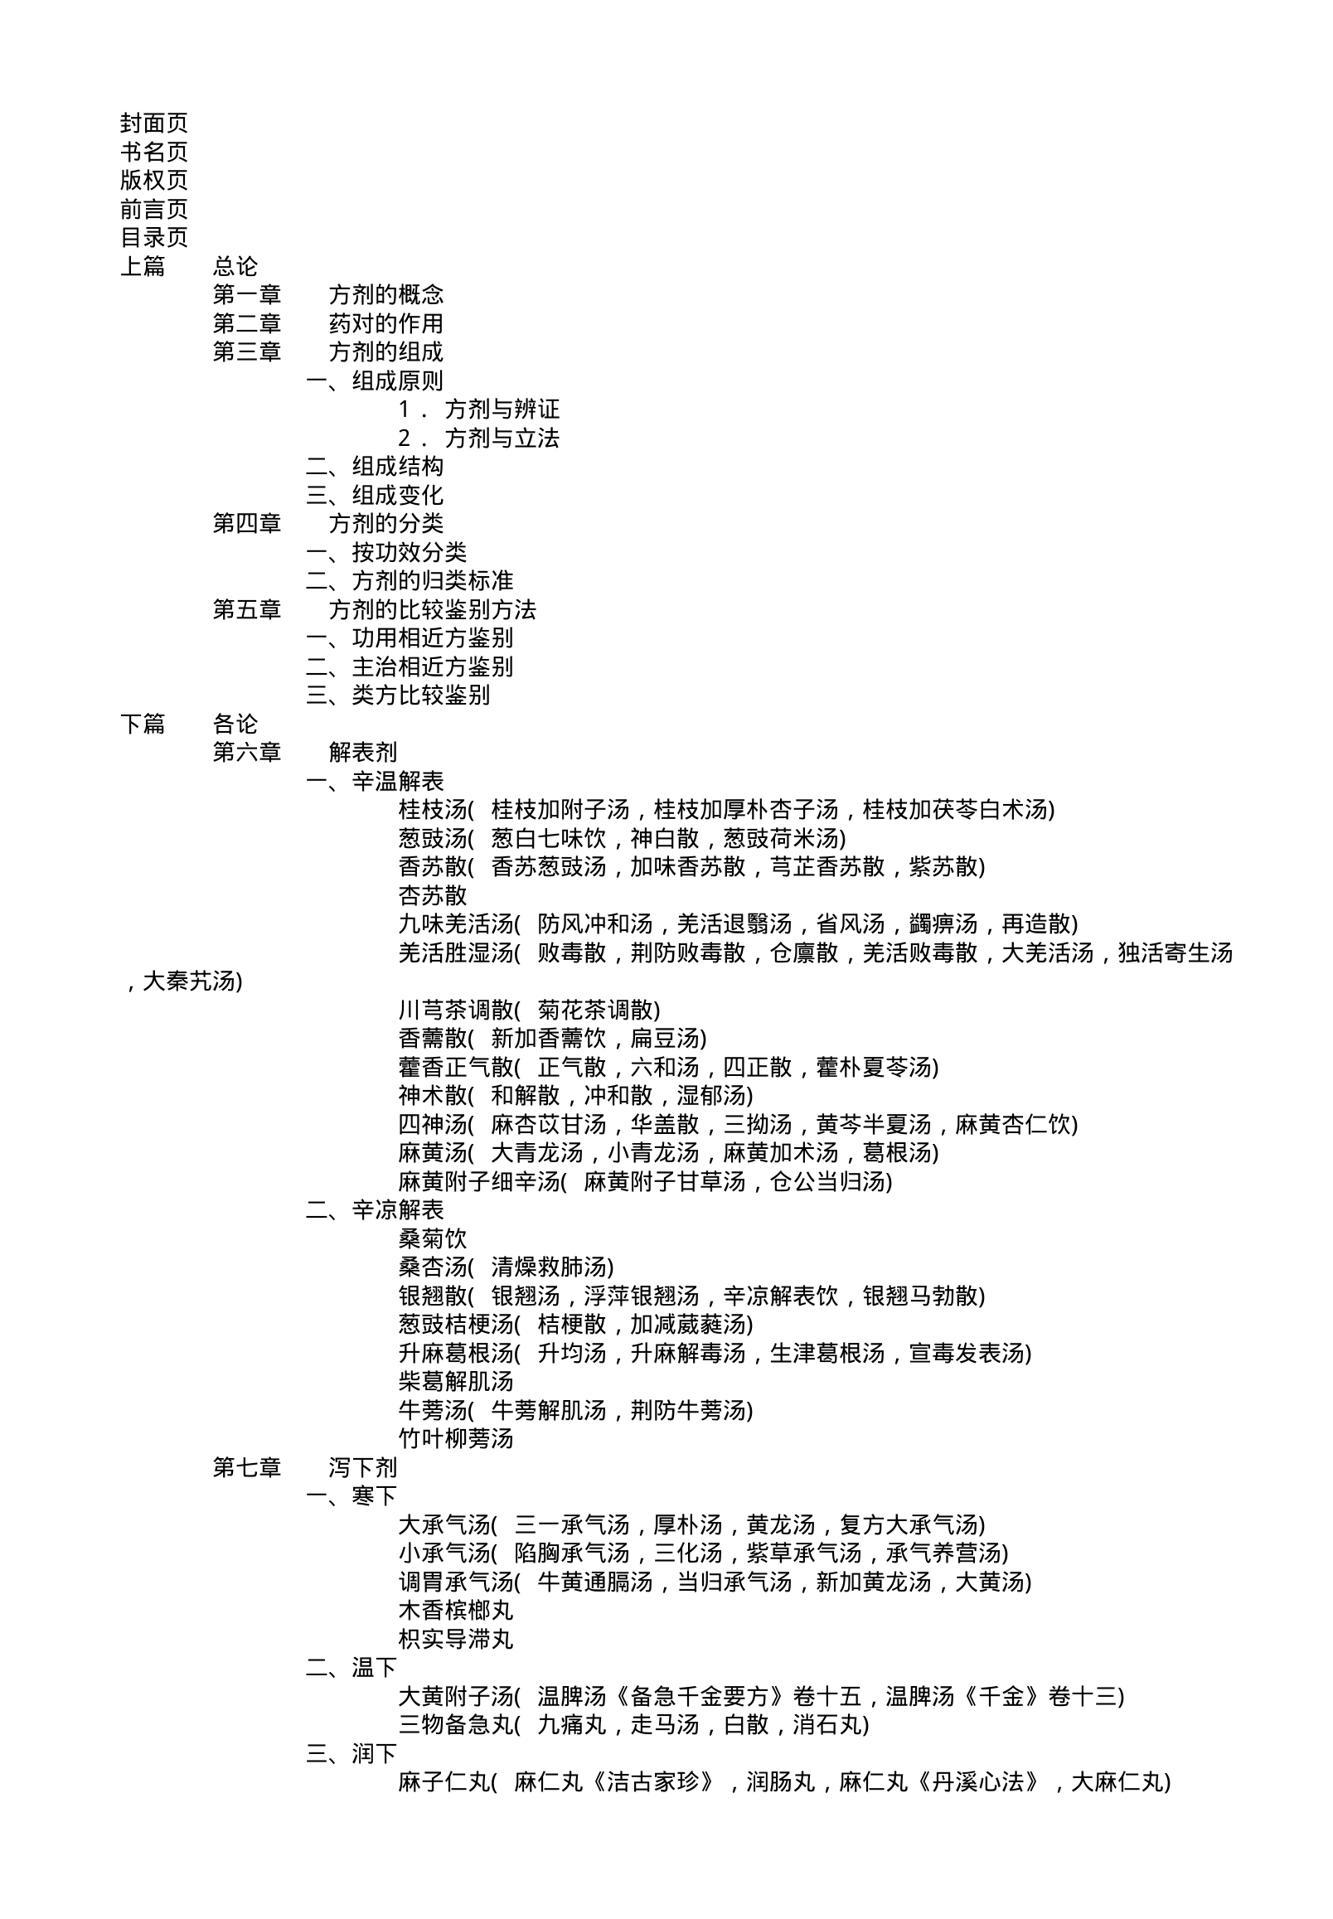 封面页
书名页
版权页
前言页
目录页
上篇　　总论
第一章　　方剂的概念
第二章　　药对的作用
第三章　　方剂的组成
一、组成原则
1．方剂与辨证
2．方剂与立法
二、组成结构
三、组成变化
第四章　　方剂的分类
一、按功效分类
二、方剂的归类标准
第五章　　方剂的比较鉴别方法
一、功用相近方鉴别
二、主治相近方鉴别
三、类方比较鉴别
下篇　　各论
第六章　　解表剂
一、辛温解表
桂枝汤( 桂枝加附子汤，桂枝加厚朴杏子汤，桂枝加茯苓白术汤)
葱豉汤( 葱白七味饮，神白散，葱豉荷米汤)
香苏散( 香苏葱豉汤，加味香苏散，芎芷香苏散，紫苏散)
杏苏散
九味羌活汤( 防风冲和汤，羌活退翳汤，省风汤，蠲痹汤，再造散)
羌活胜湿汤( 败毒散，荆防败毒散，仓廪散，羌活败毒散，大羌活汤，独活寄生汤
，大秦艽汤)
川芎茶调散( 菊花茶调散)
香薷散( 新加香薷饮，扁豆汤)
藿香正气散( 正气散，六和汤，四正散，藿朴夏苓汤)
神术散( 和解散，冲和散，湿郁汤)
四神汤( 麻杏苡甘汤，华盖散，三拗汤，黄芩半夏汤，麻黄杏仁饮)
麻黄汤( 大青龙汤，小青龙汤，麻黄加术汤，葛根汤)
麻黄附子细辛汤( 麻黄附子甘草汤，仓公当归汤)
二、辛凉解表
桑菊饮
桑杏汤( 清燥救肺汤)
银翘散( 银翘汤，浮萍银翘汤，辛凉解表饮，银翘马勃散)
葱豉桔梗汤( 桔梗散，加减葳蕤汤)
升麻葛根汤( 升均汤，升麻解毒汤，生津葛根汤，宣毒发表汤)
柴葛解肌汤
牛蒡汤( 牛蒡解肌汤，荆防牛蒡汤)
竹叶柳蒡汤
第七章　　泻下剂
一、寒下
大承气汤( 三一承气汤，厚朴汤，黄龙汤，复方大承气汤)
小承气汤( 陷胸承气汤，三化汤，紫草承气汤，承气养营汤)
调胃承气汤( 牛黄通膈汤，当归承气汤，新加黄龙汤，大黄汤)
木香槟榔丸
枳实导滞丸
二、温下
大黄附子汤( 温脾汤《备急千金要方》卷十五，温脾汤《千金》卷十三)
三物备急丸( 九痛丸，走马汤，白散，消石丸)
三、润下
麻子仁丸( 麻仁丸《洁古家珍》，润肠丸，麻仁丸《丹溪心法》，大麻仁丸)